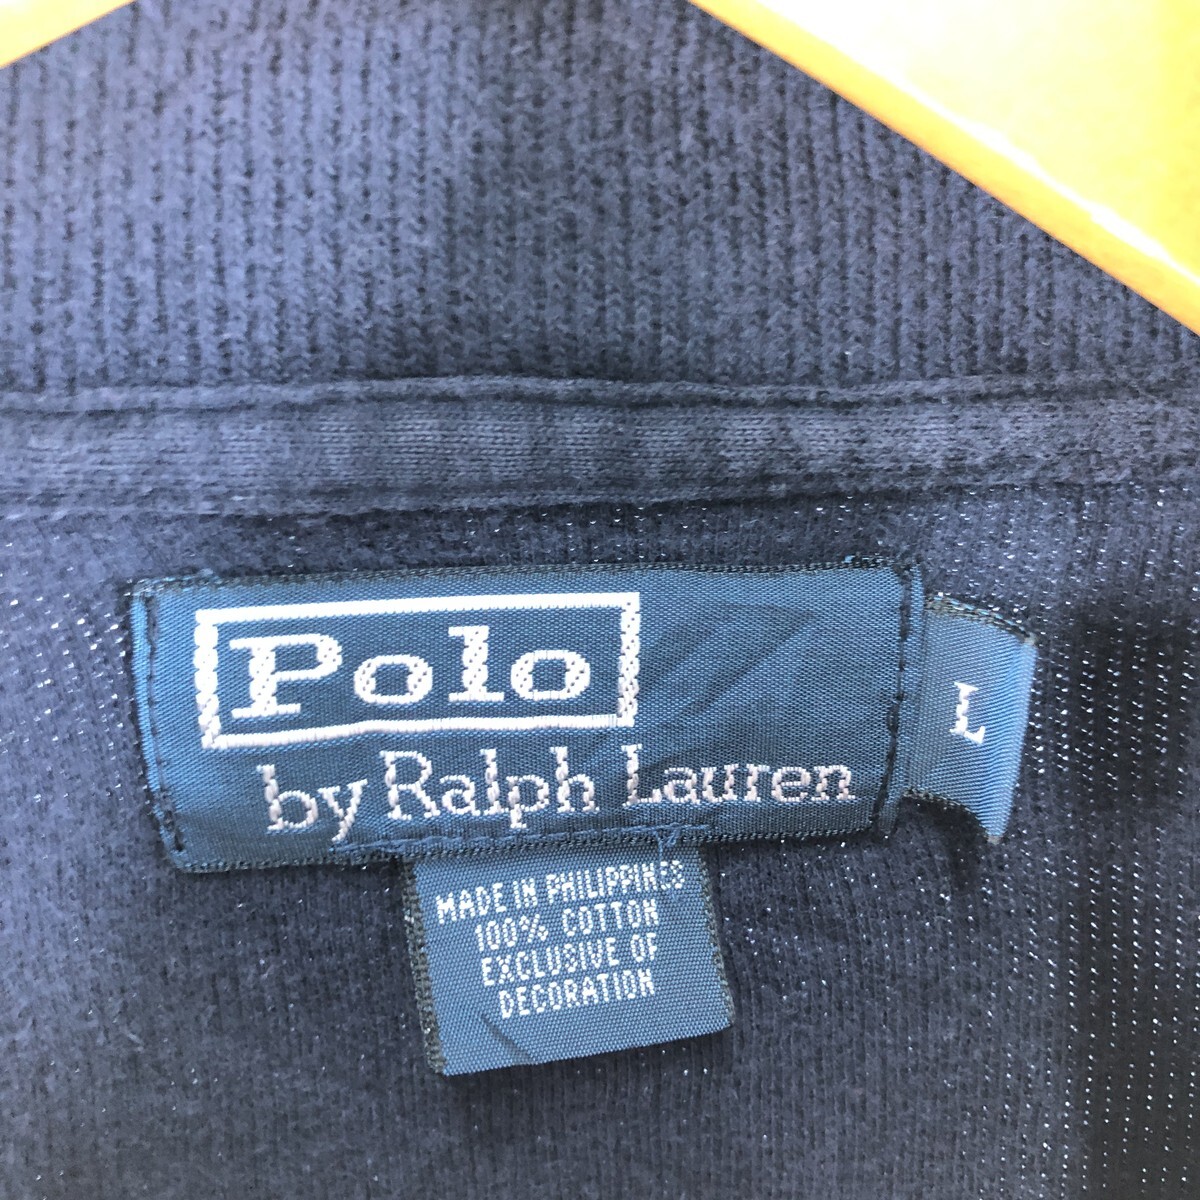 Polo
by Ralph Lauren
L
MADE IN PHILIPPINES
100% COTTON
EXCLUSIVE OF
DECORATION